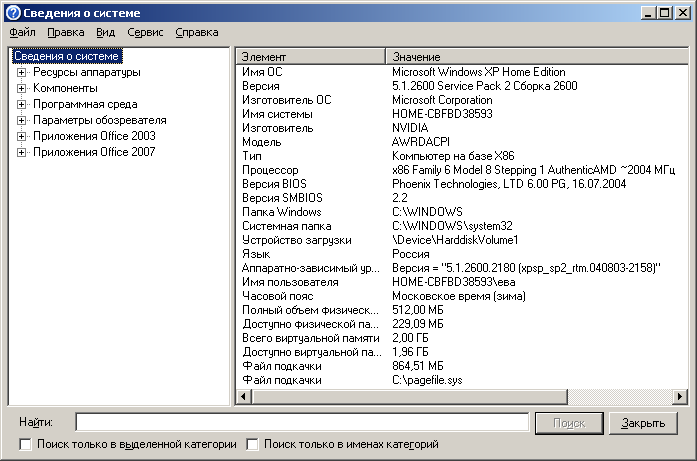 Сведения о системе
Файл Правка Вид Сервис Справка
Сведения о системе
Ресурсы аппаратуры
Компоненты
Программная среда
Параметры обозревателя
Приложения Office 2003
Приложения Office 2007
Элемент Значение
Имя ОС Microsoft Windows XP Home Edition
Версия 5.1.2600 Service Pack 2 Сборка 2600
Изготовитель ОС Microsoft Corporation
Имя системы HOME-CBFBD38593
Изготовитель NVIDIA
Модель AWRDACPI
Тип Компьютер на базе X86
Процессор x86 Family 6 Model 8 Stepping 1 AuthenticAMD ~2004 МГц
Версия BIOS Phoenix Technologies, LTD 6.00 PG, 16.07.2004
Версия SMBIOS 2.2
Папка Windows C:\WINDOWS
Системная папка C:\WINDOWS\system32
Устройство загрузки \Device\HarddiskVolume1
Язык Россия
Аппаратно-зависимый ур... Версия = "5.1.2600.2180 (xpsp_sp2_rtm.040803-2158)"
Имя пользователя HOME-CBFBD38593\ева
Часовой пояс Московское время (зима)
Полный объем физическ... 512,00 МБ
Доступно физической па... 229,09 МБ
Всего виртуальной памяти 2,00 ГБ
Доступно виртуальной па... 1,96 ГБ
Файл подкачки 864,51 МБ
Файл подкачки C:\pagefile.sys
Найти: Поиск Закрыть
Поиск только в выделенной категории Поиск только в именах категорий